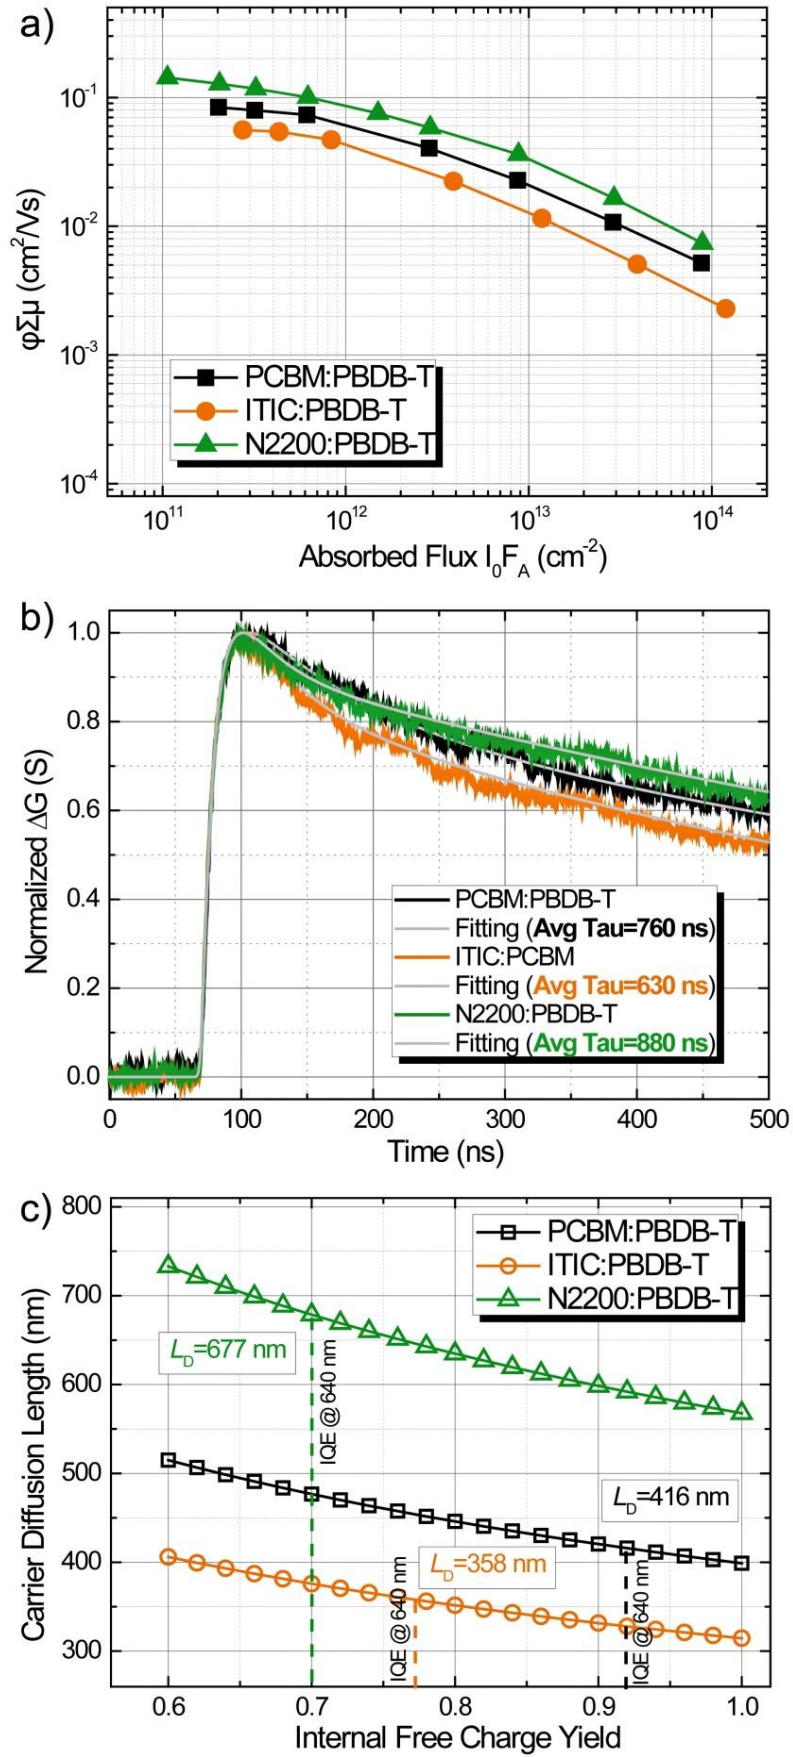 a)
10⁻¹
10⁻²
10⁻³
10⁻⁴
φΣμ (cm²/Vs)
PCBM:PBDB-T
ITIC:PBDB-T
N2200:PBDB-T
10¹¹ 10¹² 10¹³ 10¹⁴
Absorbed Flux I₀F_A (cm⁻²)
b)
1.0
0.8
0.6
0.4
0.2
0.0
Normalized ΔG (S)
PCBM:PBDB-T
Fitting (Avg Tau=760 ns)
ITIC:PCBM
Fitting (Avg Tau=630 ns)
N2200:PBDB-T
Fitting (Avg Tau=880 ns)
0 100 200 300 400 500
Time (ns)
c)
800
700
600
500
400
300
Carrier Diffusion Length (nm)
PCBM:PBDB-T
ITIC:PBDB-T
N2200:PBDB-T
L_D=677 nm
IQE @ 640 nm
L_D=416 nm
L_D=358 nm
IQE @ 640 nm
IQE @ 640 nm
0.6 0.7 0.8 0.9 1.0
Internal Free Charge Yield